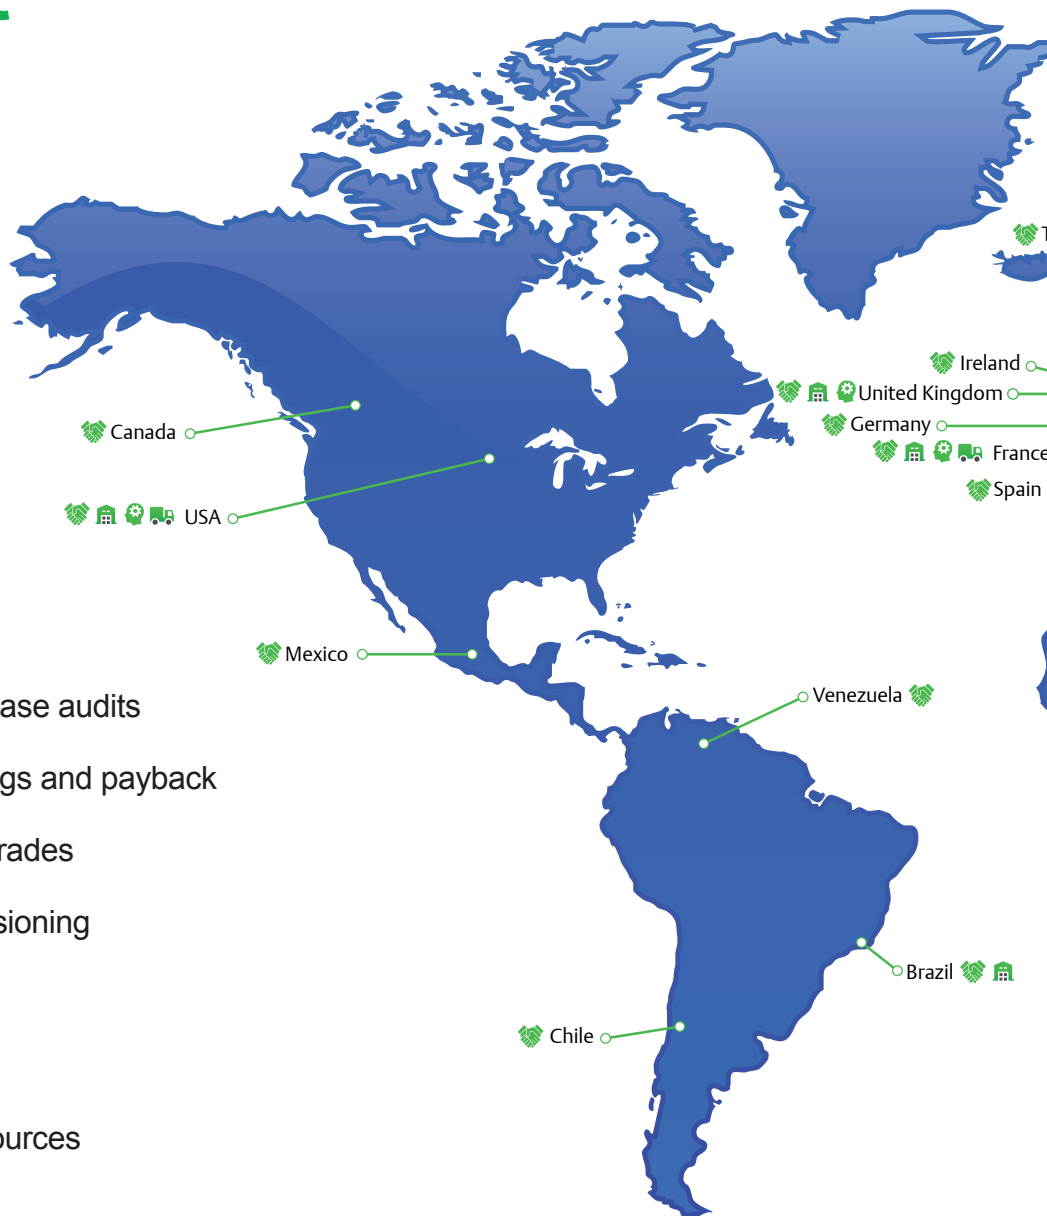 T
Ireland
United Kingdom
Germany
Canada
France
Spain
USA
Mexico
ase audits
Venezuela
gs and payback
rades
sioning
Brazil
Chile
ources